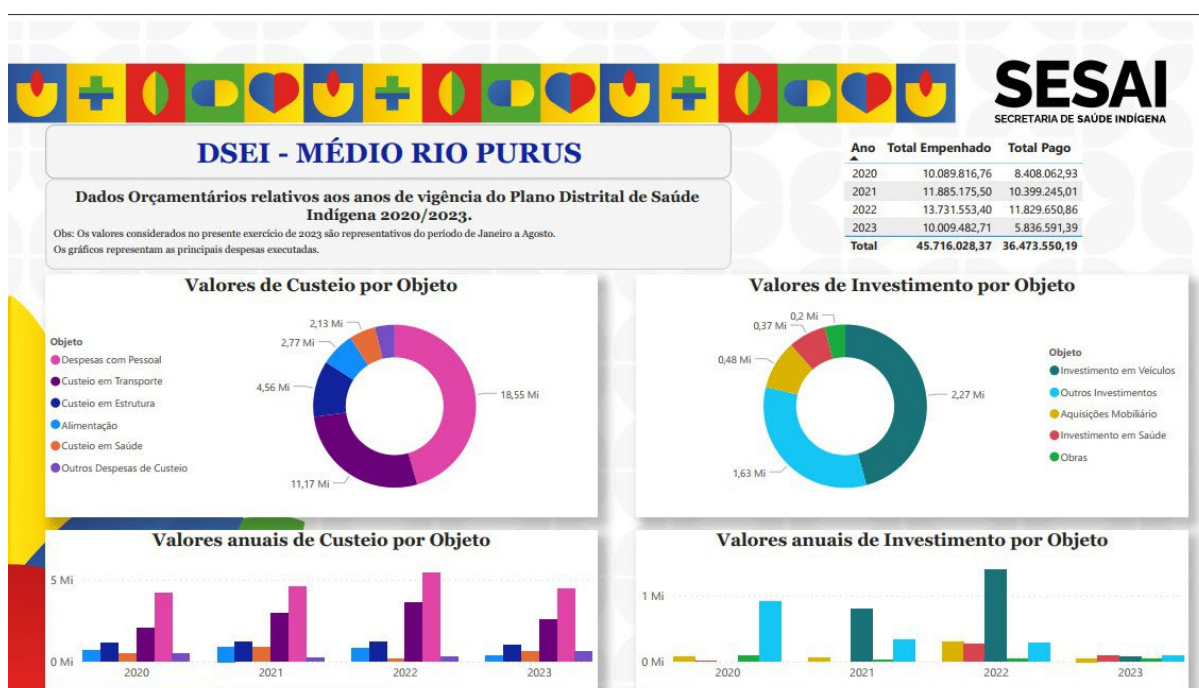 SESAI
SECRETARIA DE SAÚDE INDÍGENA
DSEI - MÉDIO RIO PURUS
Dados Orçamentários relativos aos anos de vigência do Plano Distrital de Saúde
Indígena 2020/2023.
Obs: Os valores considerados no presente exercício de 2023 são representativos do período de Janeiro a Agosto.
Os gráficos representam as principais despesas executadas.
Ano Total Empenhado Total Pago
2020 10.089.816,76 8.408.062,93
2021 11.885.175,50 10.399.245,01
2022 13.731.553,40 11.829.650,86
2023 10.009.482,71 5.836.591,39
Total 45.716.028,37 36.473.550,19
Valores de Custeio por Objeto
Objeto
Despesas com Pessoal
Custeio em Transporte
Custeio em Estrutura
Alimentação
Custeio em Saúde
Outros Despesas de Custeio
2,13 Mi
2,77 Mi
4,56 Mi
18,55 Mi
11,17 Mi
Valores de Investimento por Objeto
0,2 Mi
0,37 Mi
0,48 Mi
2,27 Mi
1,63 Mi
Objeto
Investimento em Veículos
Outros Investimentos
Aquisições Mobiliário
Investimento em Saúde
Obras
Valores anuais de Custeio por Objeto
5 Mi
0 Mi
2020 2021 2022 2023
Valores anuais de Investimento por Objeto
1 Mi
0 Mi
2020 2021 2022 2023